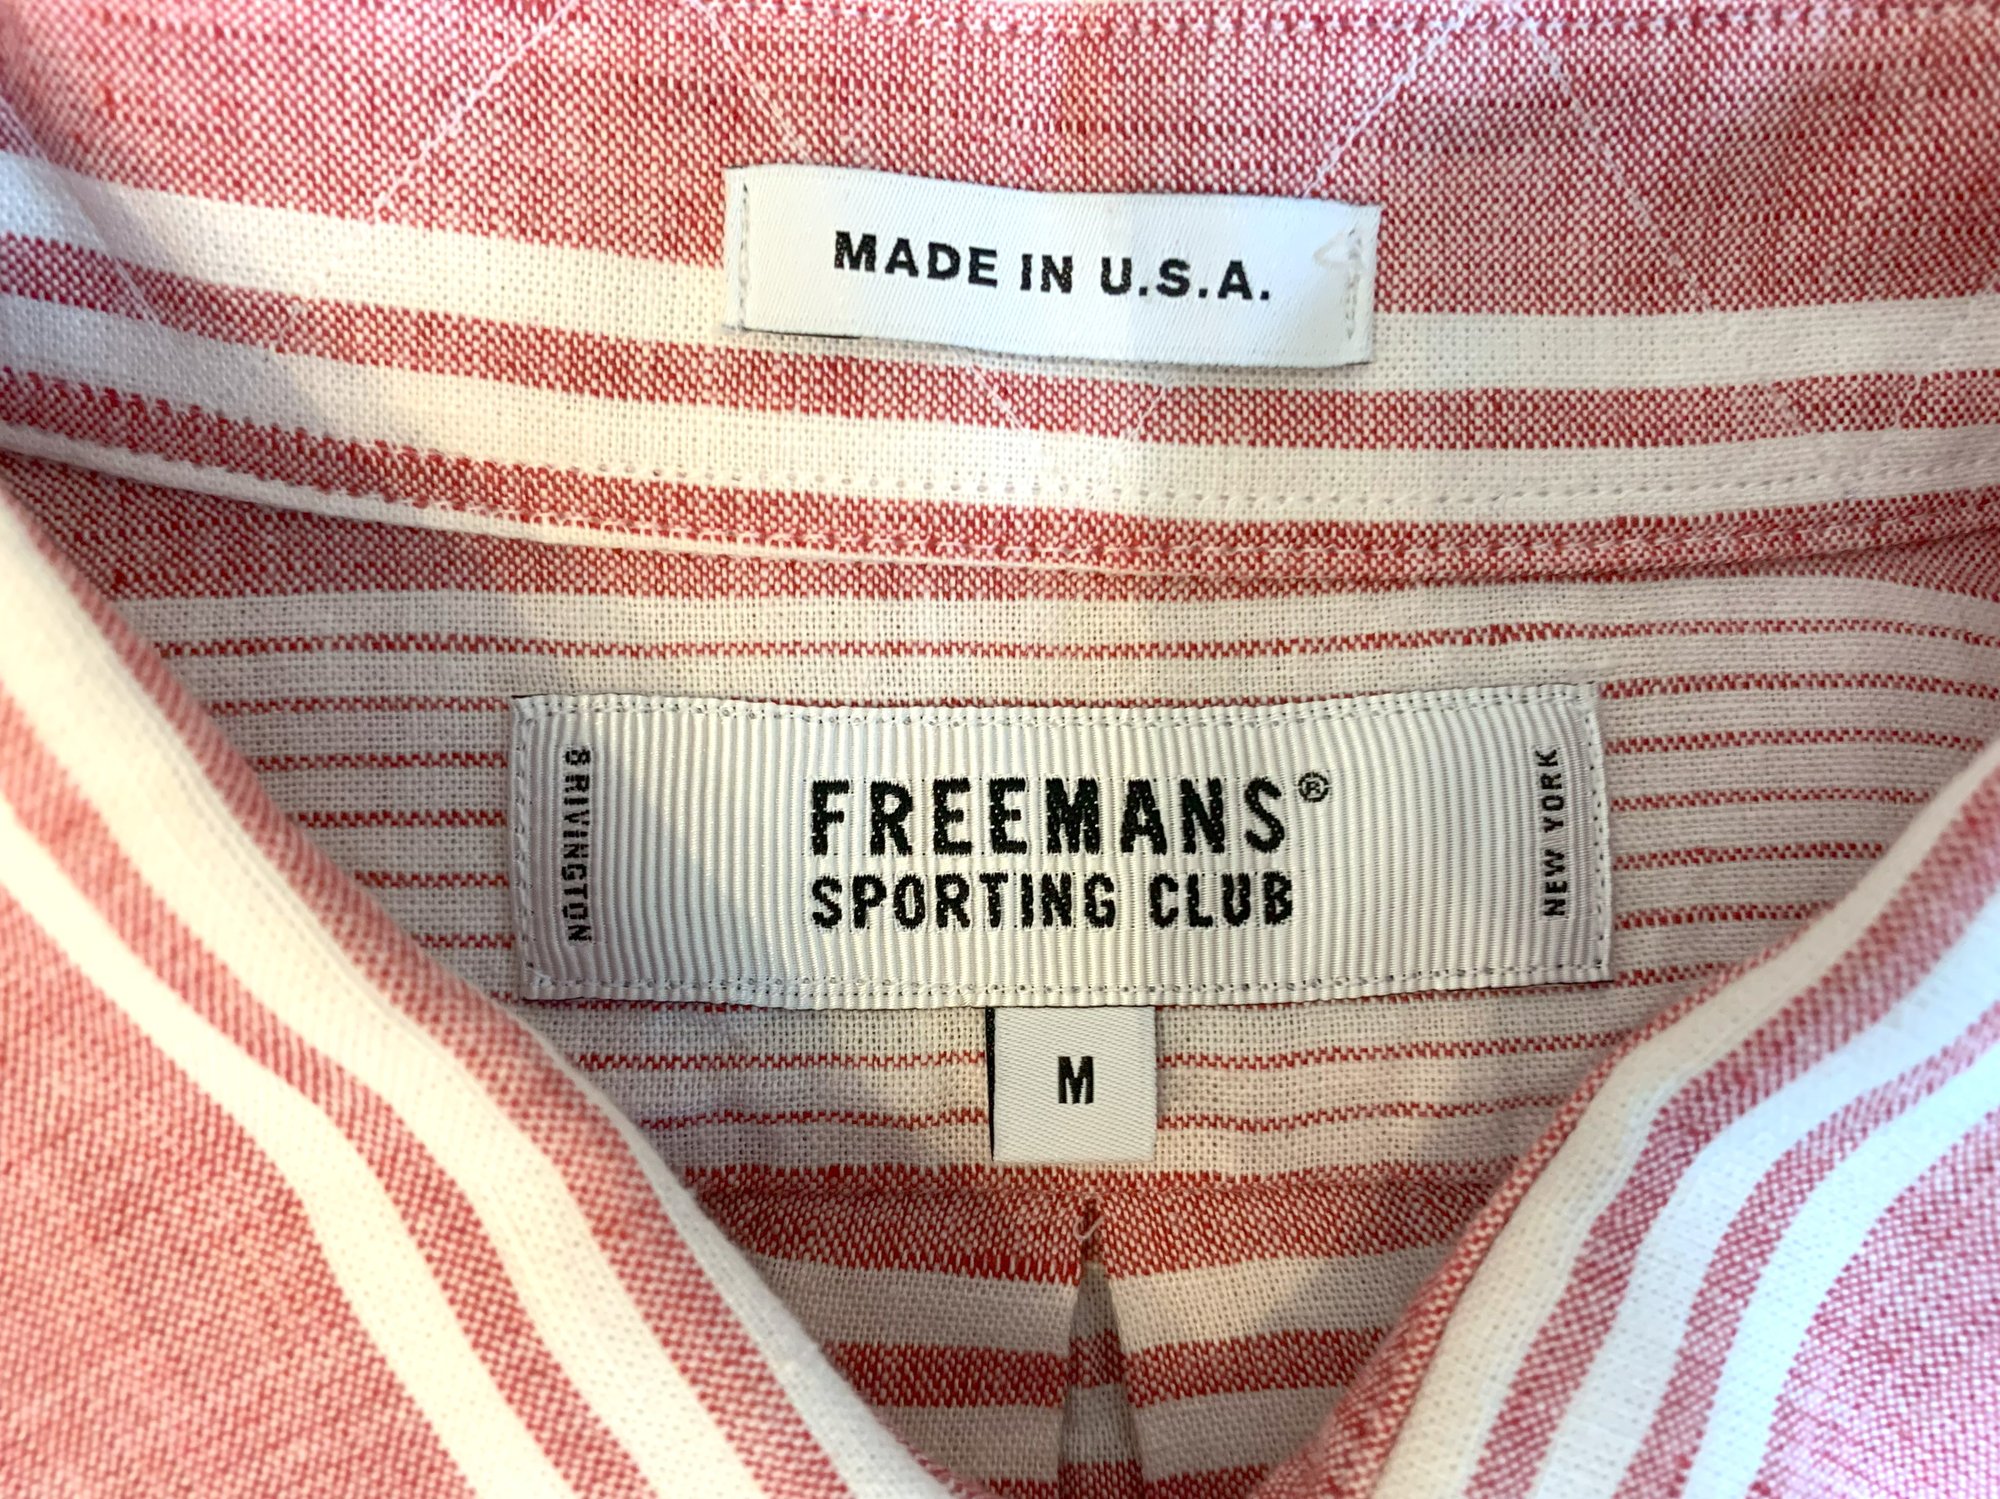 MADE IN U.S.A.
8 RIVINGTON
FREEMANS®
SPORTING CLUB
NEW YORK
M